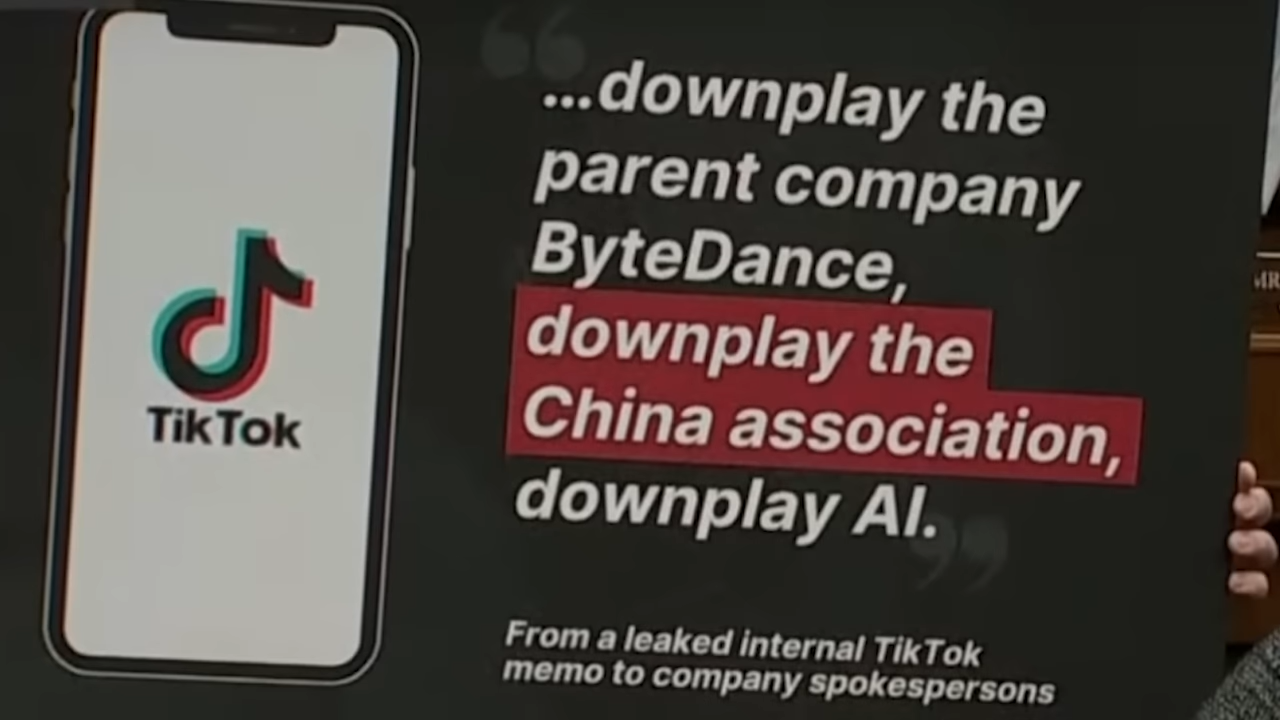 TikTok
“
...downplay the
parent company
ByteDance,
downplay the
China association,
downplay AI.
”
From a leaked internal TikTok
memo to company spokespersons
MR